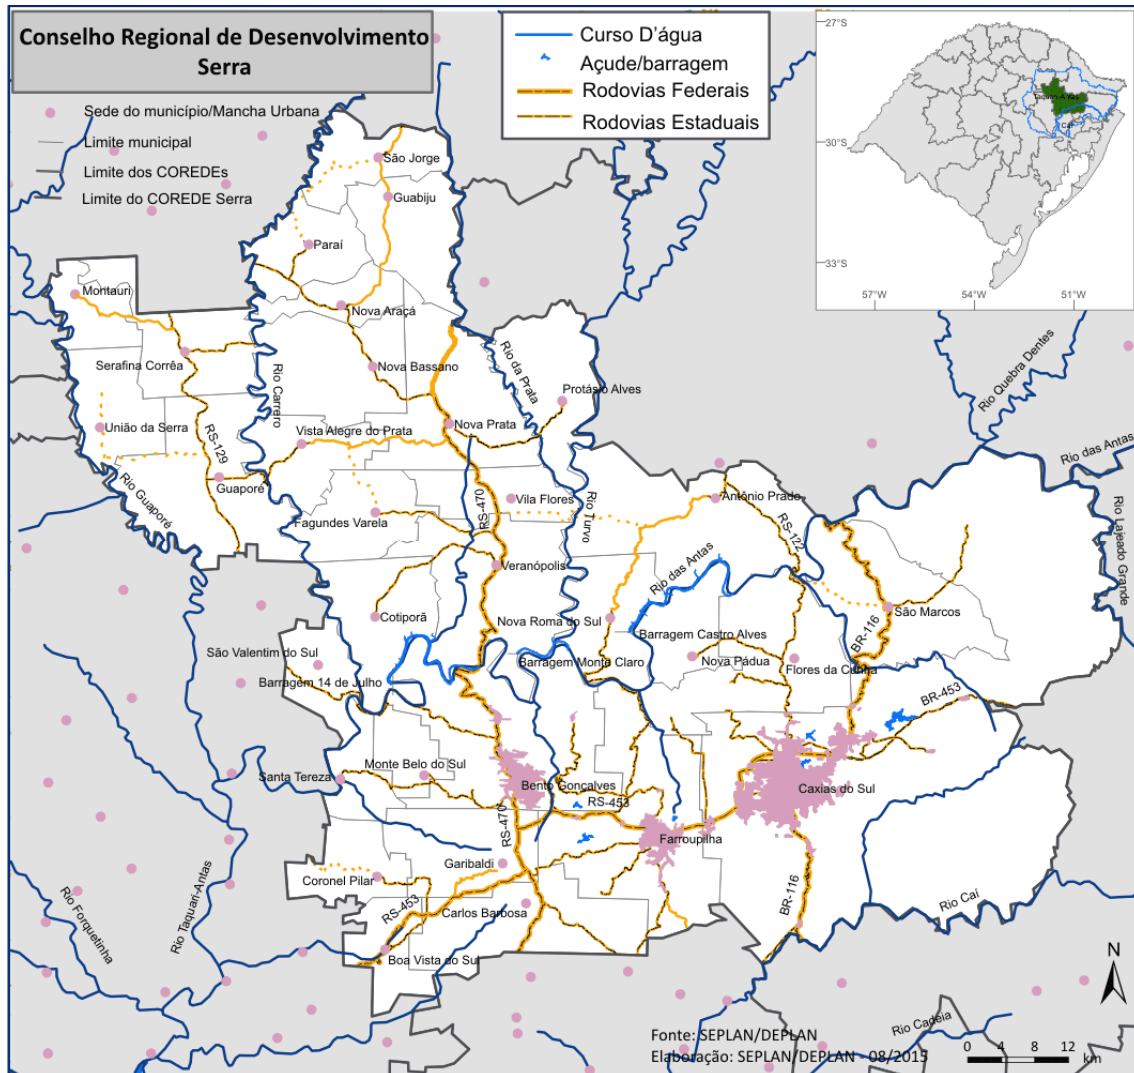 Conselho Regional de Desenvolvimento
Serra
Curso D'água
Açude/barragem
Rodovias Federais
Rodovias Estaduais
Sede do município/Mancha Urbana
Limite municipal
Limite dos COREDEs
Limite do COREDE Serra
27°S
30°S
33°S
57°W
54°W
51°W
Taquari-Antas
Caí
São Jorge
Guabiju
Paraí
Montauri
Nova Araçá
Serafina Corrêa
Nova Bassano
Rio Carreiro
Rio da Prata
Protásio Alves
Rio Quebra Dentes
União da Serra
RS-129
Vista Alegre do Prata
Nova Prata
Rio das Antas
Guaporé
Rio Guaporé
Fagundes Varela
RS-470
Vila Flores
Rio Turvo
Antônio Prado
RS-122
Rio Lajeado Grande
Veranópolis
Rio das Antas
Cotiporã
Nova Roma do Sul
São Marcos
BR-116
São Valentim do Sul
Barragem Castro Alves
Barragem Monte Claro
Nova Pádua
Flores da Cunha
Barragem 14 de Julho
BR-453
Santa Tereza
Monte Belo do Sul
Bento Gonçalves
RS-453
Caxias do Sul
RS-470
Farroupilha
Garibaldi
Coronel Pilar
RS-453
Carlos Barbosa
BR-116
Rio Caí
Rio Forquetinha
Rio Taquari-Antas
Boa Vista do Sul
N
Rio Cadeia
Fonte: SEPLAN/DEPLAN
Elaboração: SEPLAN/DEPLAN - 08/2015
0 4 8 12
km